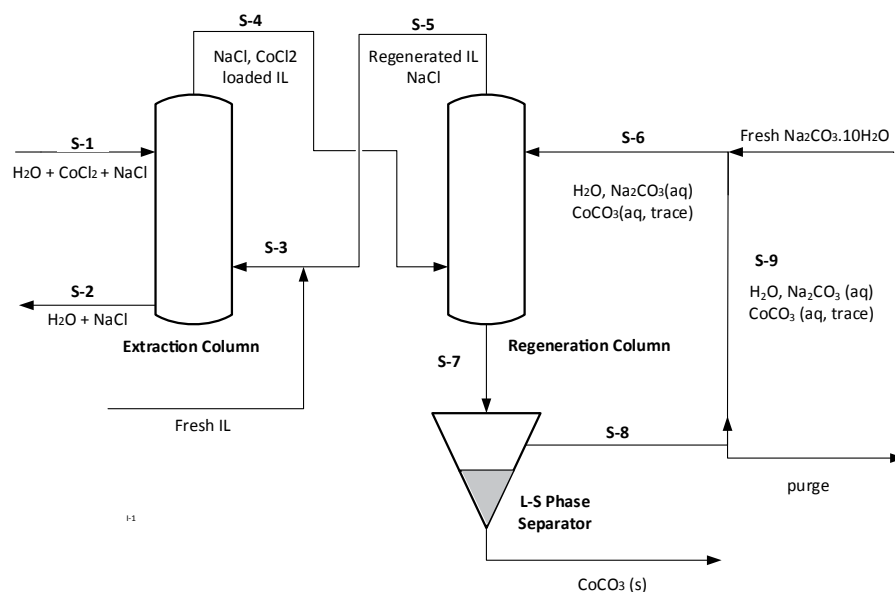 S-4
S-5
NaCl, CoCl2
loaded IL
Regenerated IL
NaCl
S-1
H₂O + CoCl₂ + NaCl
S-6
Fresh Na₂CO₃.10H₂O
H₂O, Na₂CO₃(aq)
CoCO₃(aq, trace)
S-3
S-9
H₂O, Na₂CO₃ (aq)
CoCO₃ (aq, trace)
S-2
H₂O + NaCl
Extraction Column
Regeneration Column
S-7
Fresh IL
S-8
purge
L-S Phase
Separator
I-1
CoCO₃ (s)